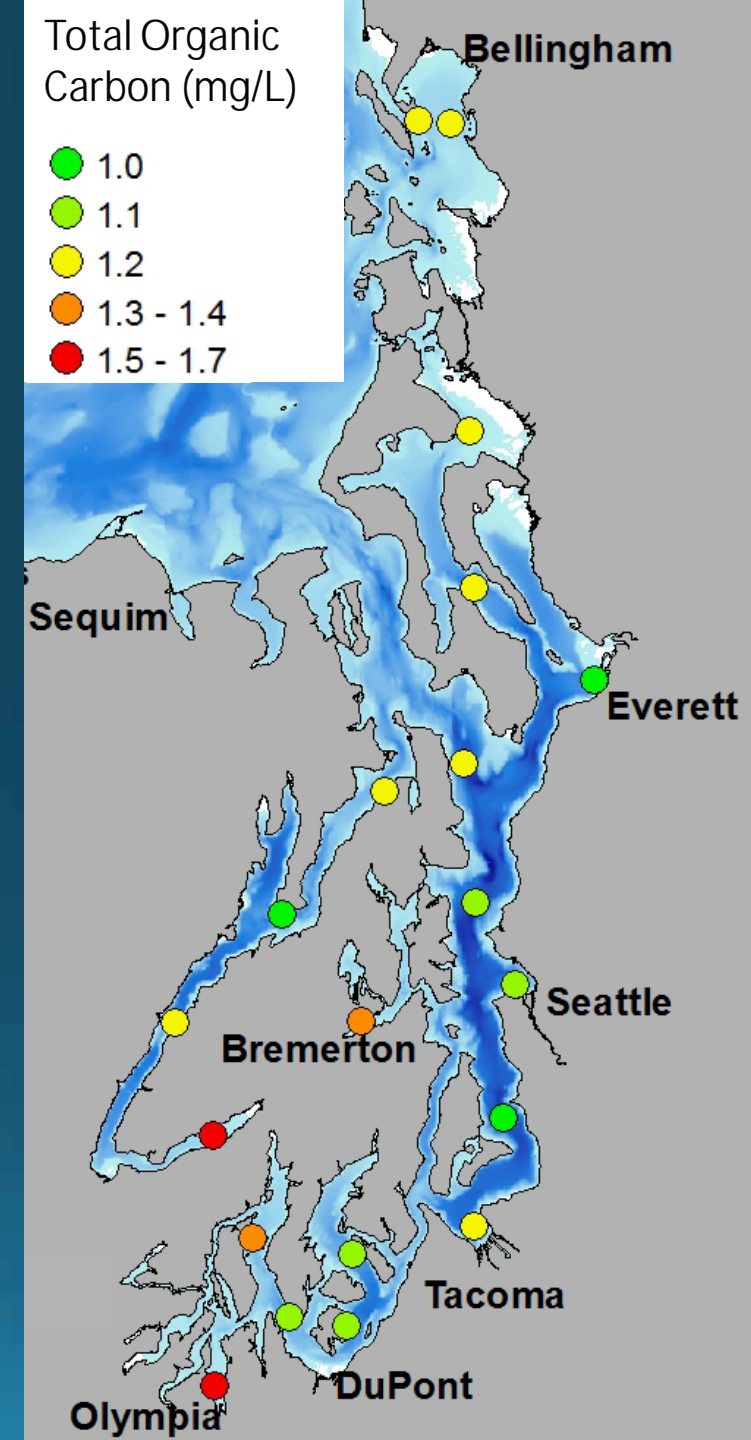 Total Organic
Carbon (mg/L)
1.0
1.1
1.2
1.3 - 1.4
1.5 - 1.7
Bellingham
Sequim
Everett
Seattle
Bremerton
Tacoma
DuPont
Olympia